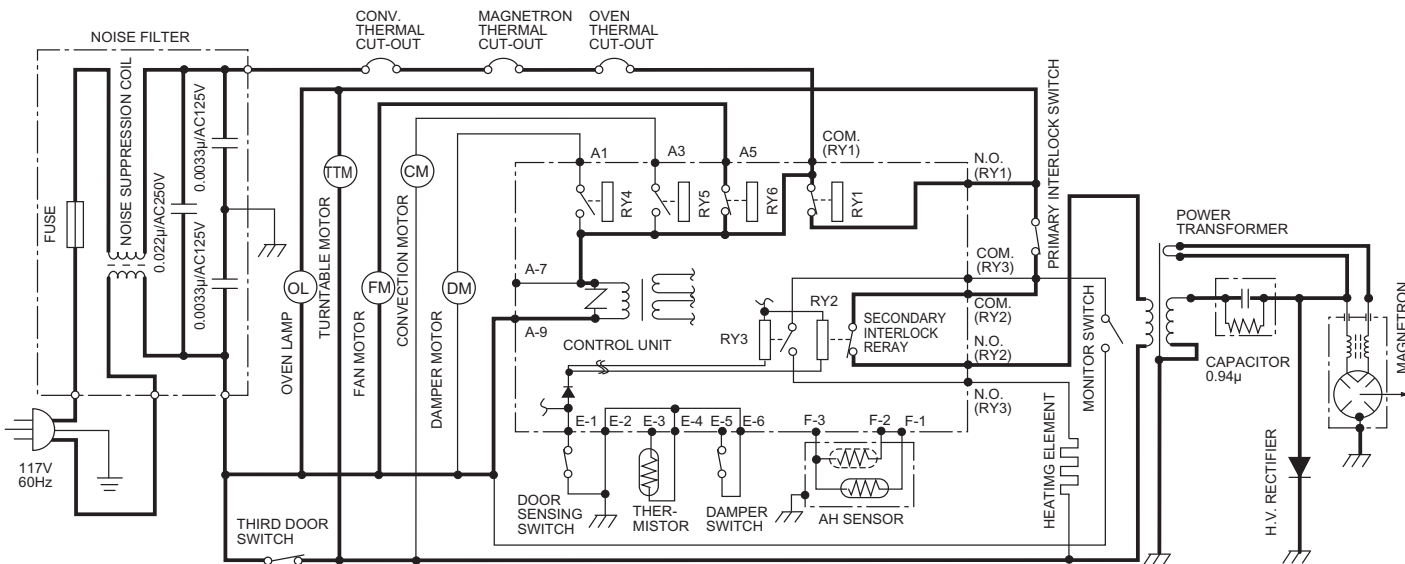 NOISE FILTER
CONV.
THERMAL
CUT-OUT
MAGNETRON
THERMAL
CUT-OUT
OVEN
THERMAL
CUT-OUT
FUSE
NOISE SUPPRESSION COIL
0.022µ/AC250V
0.0033µ/AC125V
0.0033µ/AC125V
117V
60Hz
OL
OVEN LAMP
TTM
TURNTABLE MOTOR
FM
FAN MOTOR
CM
CONVECTION MOTOR
DM
DAMPER MOTOR
A1
A3
A5
COM.
(RY1)
N.O.
(RY1)
RY4
RY5
RY6
RY1
PRIMARY INTERLOCK SWITCH
A-7
A-9
CONTROL UNIT
COM.
(RY3)
COM.
(RY2)
RY2
RY3
SECONDARY
INTERLOCK
RERAY
N.O.
(RY2)
N.O.
(RY3)
MONITOR SWITCH
POWER
TRANSFORMER
CAPACITOR
0.94µ
MAGNETRON
H.V. RECTIFIER
HEATIMG ELEMENT
E-1
E-2
E-3
E-4
E-5
E-6
F-3
F-2
F-1
DOOR
SENSING
SWITCH
THER-
MISTOR
DAMPER
SWITCH
AH SENSOR
THIRD DOOR
SWITCH